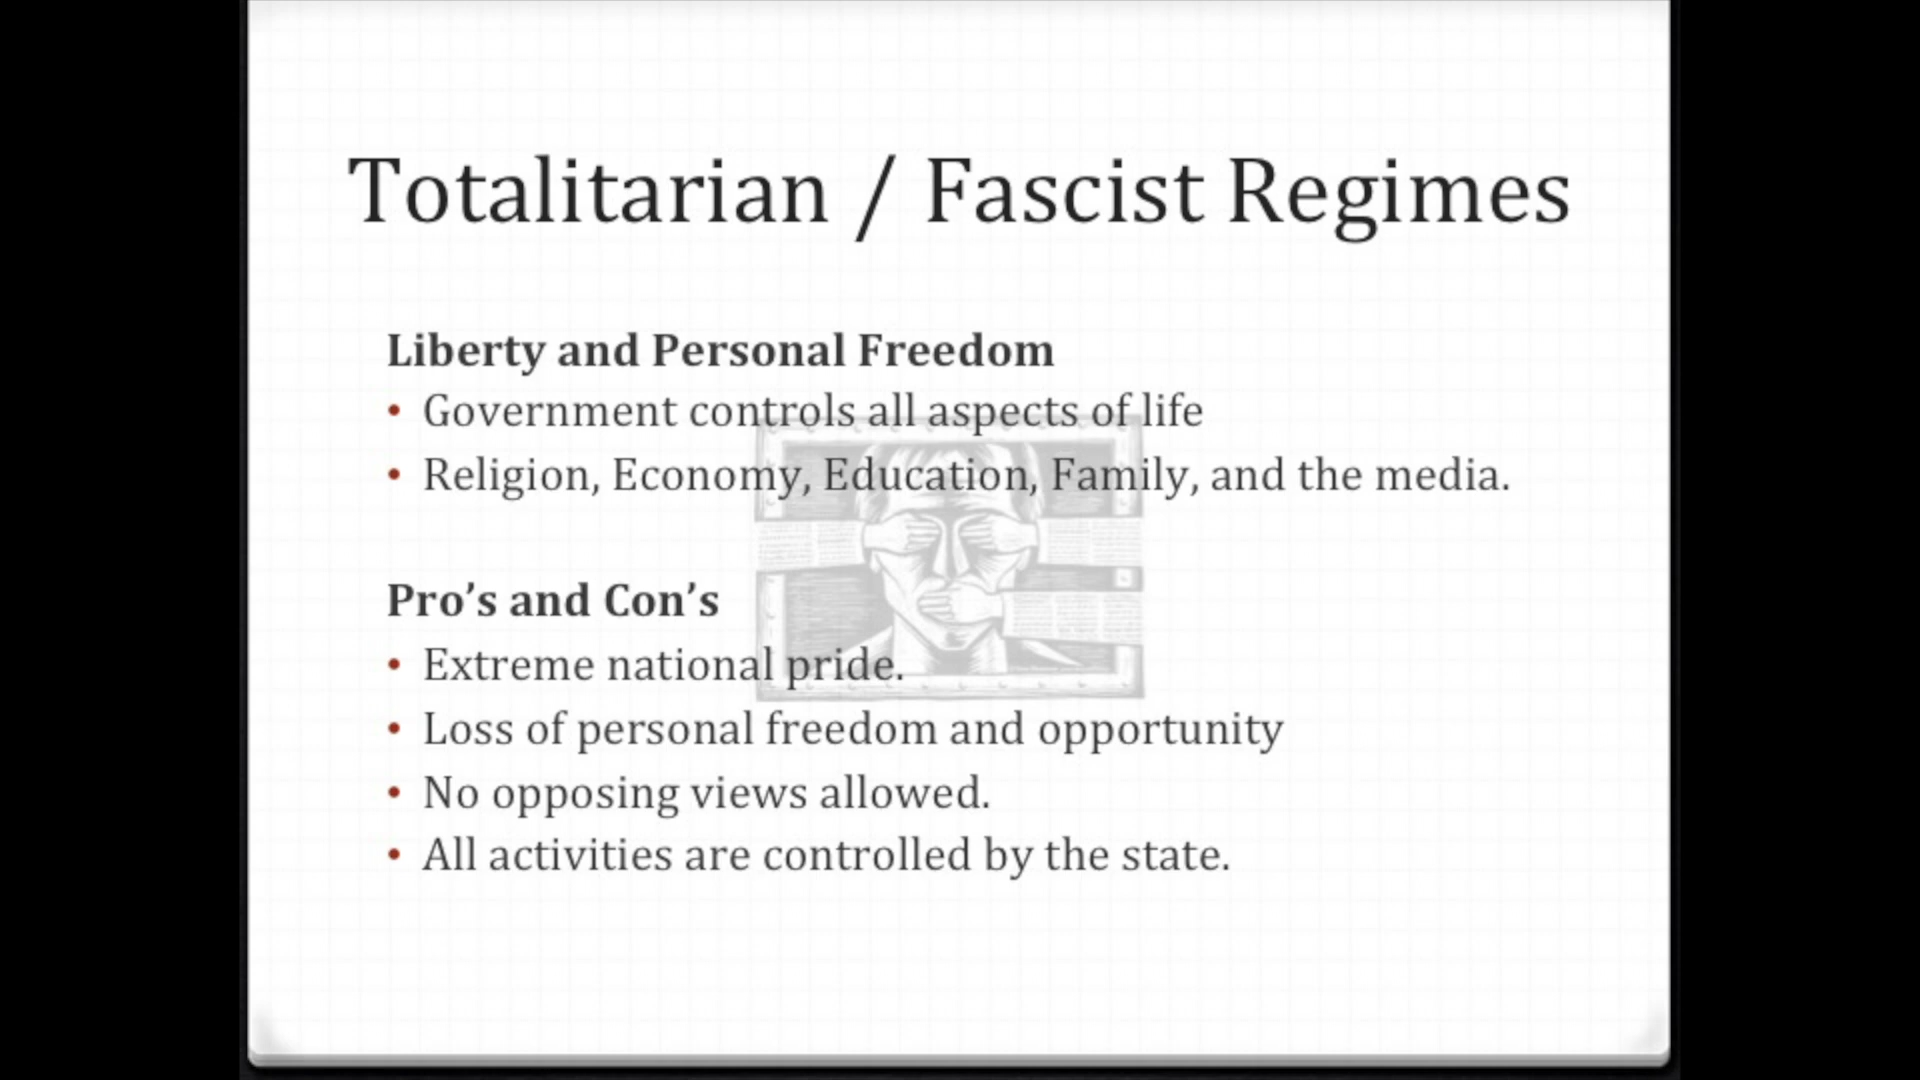 Totalitarian / Fascist Regimes
Liberty and Personal Freedom
• Government controls all aspects of life
• Religion, Economy, Education, Family, and the media.
Pro’s and Con’s
• Extreme national pride.
• Loss of personal freedom and opportunity
• No opposing views allowed.
• All activities are controlled by the state.